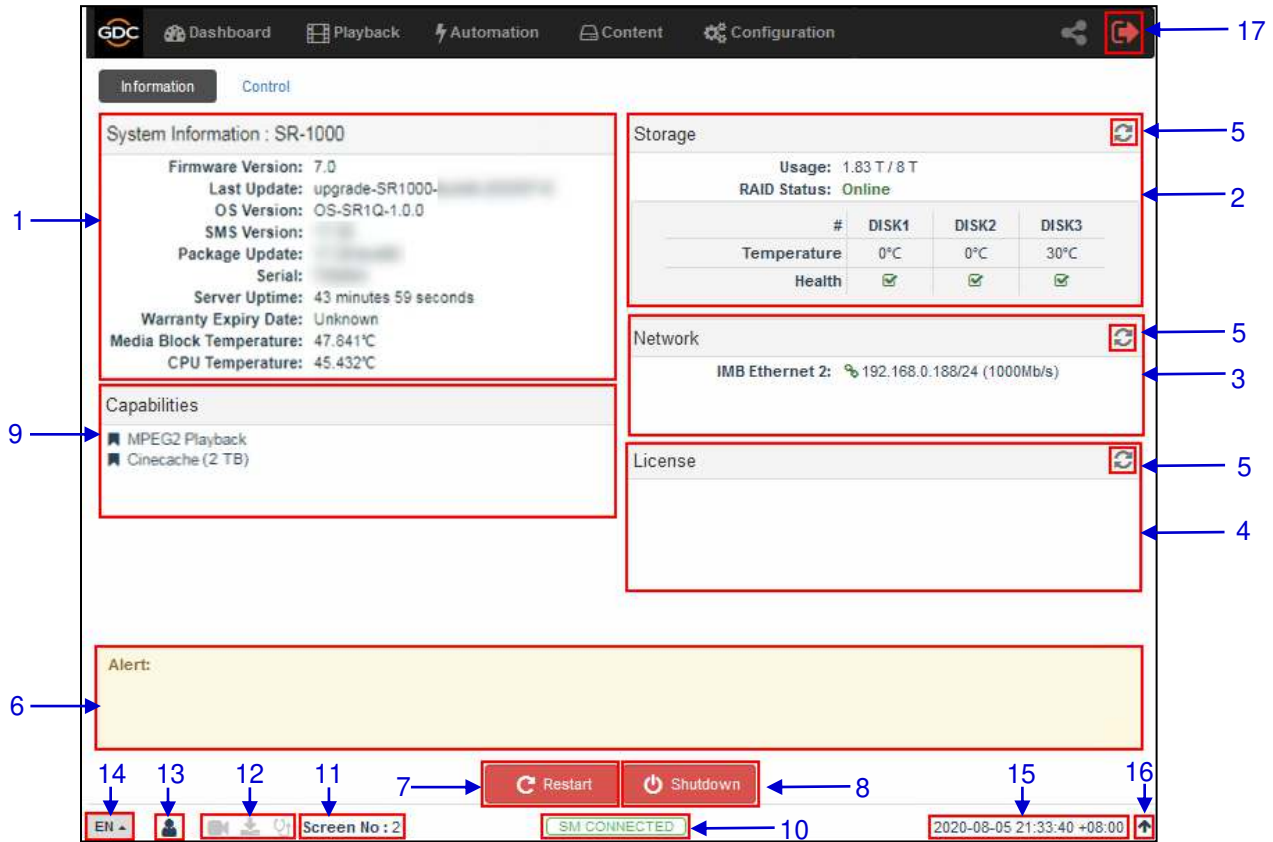 GDC Dashboard Playback Automation Content Configuration 17
Information Control
System Information : SR-1000
Firmware Version: 7.0
Last Update: upgrade-SR1000-
OS Version: OS-SR1Q-1.0.0
SMS Version:
Package Update:
Serial:
Server Uptime: 43 minutes 59 seconds
Warranty Expiry Date: Unknown
Media Block Temperature: 47.841℃
CPU Temperature: 45.432℃
1
Storage 5
Usage: 1.83 T / 8 T
RAID Status: Online
2
# DISK1 DISK2 DISK3
Temperature 0°C 0°C 30°C
Health
Network 5
IMB Ethernet 2: 192.168.0.188/24 (1000Mb/s)
3
Capabilities
9
MPEG2 Playback
Cinecache (2 TB)
License 5
4
Alert:
6
14 13 12 11 7 Restart Shutdown 8 15 16
EN Screen No : 2 SM CONNECTED 10 2020-08-05 21:33:40 +08:00